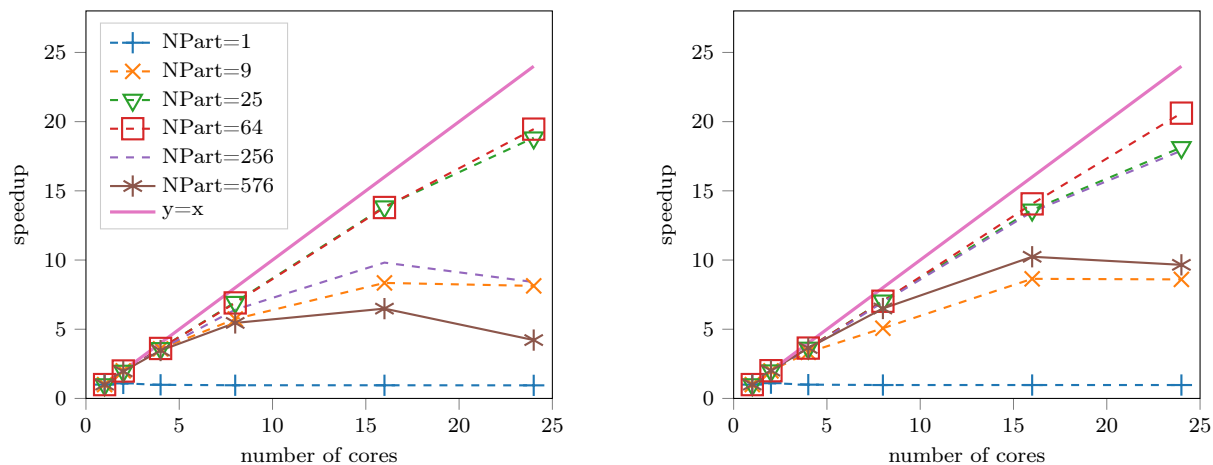 25
20
15
10
5
0
speedup
NPart=1
NPart=9
NPart=25
NPart=64
NPart=256
NPart=576
y=x
0 5 10 15 20 25
number of cores
25
20
15
10
5
0
speedup
0 5 10 15 20 25
number of cores